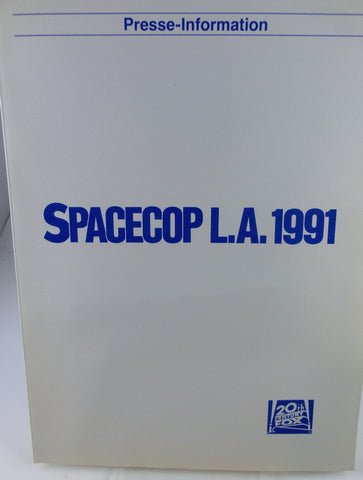 Presse-Information
SPACECOP L.A. 1991
20th
CENTURY
FOX